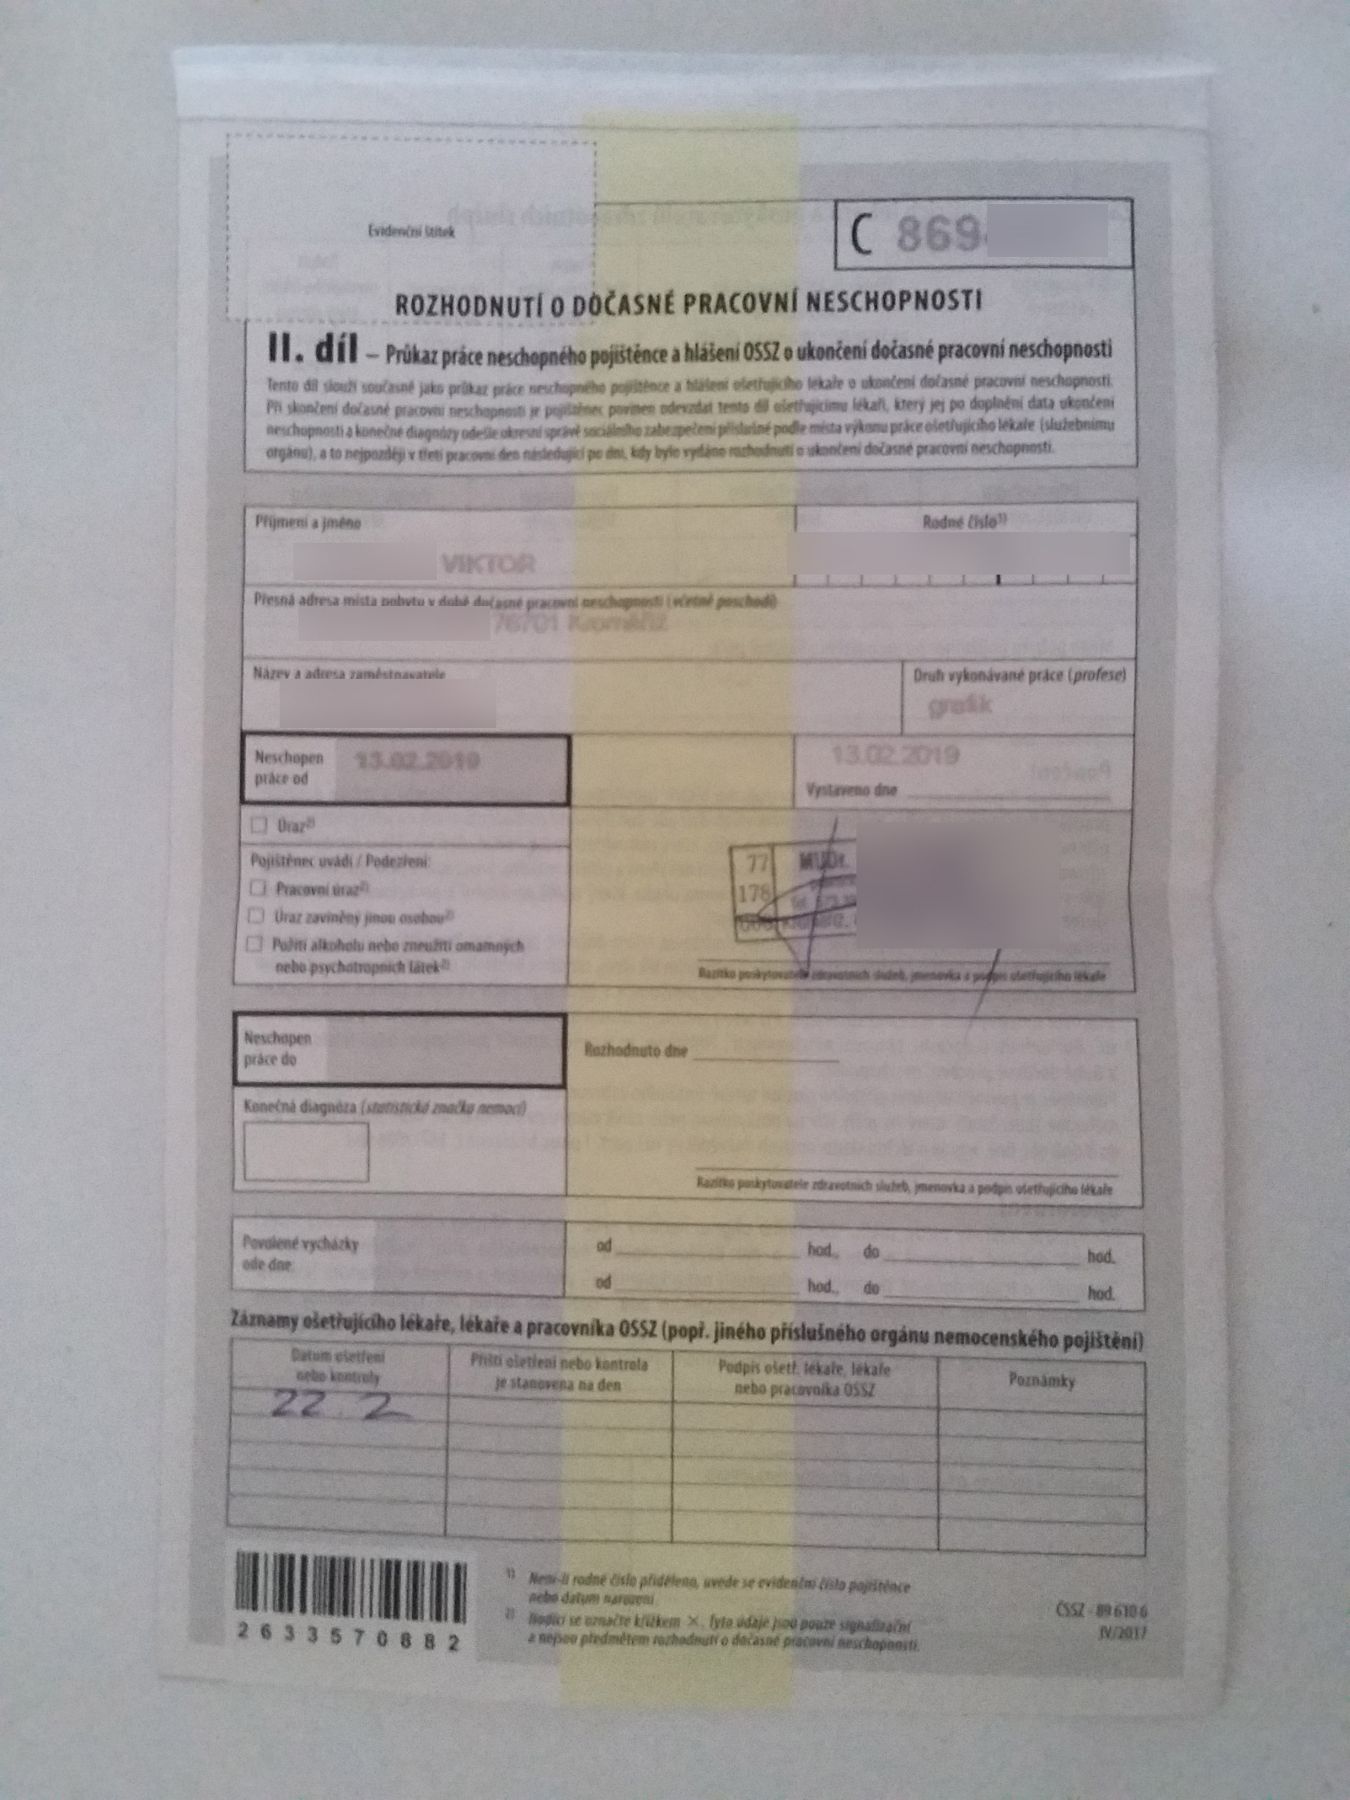 Evidenční štítek
C 869
ROZHODNUTÍ O DOČASNÉ PRACOVNÍ NESCHOPNOSTI
II. díl – Průkaz práce neschopného pojištěnce a hlášení OSSZ o ukončení dočasné pracovní neschopnosti
Tento díl slouží současně jako průkaz práce neschopného pojištěnce a hlášení ošetřujícího lékaře o ukončení dočasné pracovní neschopnosti.
Při skončení dočasné pracovní neschopnosti je pojištěnec povinen odevzdat tento díl ošetřujícímu lékaři, který jej po doplnění data ukončení
neschopnosti a konečné diagnózy odešle okresní správě sociálního zabezpečení příslušné podle místa výkonu práce ošetřujícího lékaře (služebnímu
orgánu), a to nejpozději v třetí pracovní den následující po dni, kdy bylo vydáno rozhodnutí o ukončení dočasné pracovní neschopnosti.
Příjmení a jméno
Rodné číslo 1)
VIKTOR
Přesná adresa místa pobytu v době dočasné pracovní neschopnosti (včetně poschodí)
76701 Kroměříž
Název a adresa zaměstnavatele
Druh vykonávané práce (profese)
grafik
Neschopen
práce od
13.02.2019
13.02.2019
Vystaveno dne
Úraz 2)
Pojištěnec uvádí / Podezření:
Pracovní úraz 2)
Úraz zaviněný jinou osobou 2)
Požití alkoholu nebo zneužití omamných
nebo psychotropních látek 2)
77
MUDr.
178
Razítko poskytovatele zdravotních služeb, jmenovka a podpis ošetřujícího lékaře
Neschopen
práce do
Rozhodnuto dne
Konečná diagnóza (statistická značka nemoci)
Razítko poskytovatele zdravotních služeb, jmenovka a podpis ošetřujícího lékaře
Povolené vycházky
ode dne
od hod., do hod.
od hod., do hod.
Záznamy ošetřujícího lékaře, lékaře a pracovníka OSSZ (popř. jiného příslušného orgánu nemocenského pojištění)
Datum ošetření
nebo kontroly
Příští ošetření nebo kontrola
je stanovena na den
Podpis ošetř. lékaře, lékaře
nebo pracovníka OSSZ
Poznámky
22. 2
2633570882
1) Není-li rodné číslo přiděleno, uvede se evidenční číslo pojištěnce
nebo datum narození.
2) Hodící se označte křížkem ×. Tyto údaje jsou pouze signalizační
a nejsou předmětem rozhodnutí o dočasné pracovní neschopnosti.
ČSSZ - 89 610 6
IV/2017